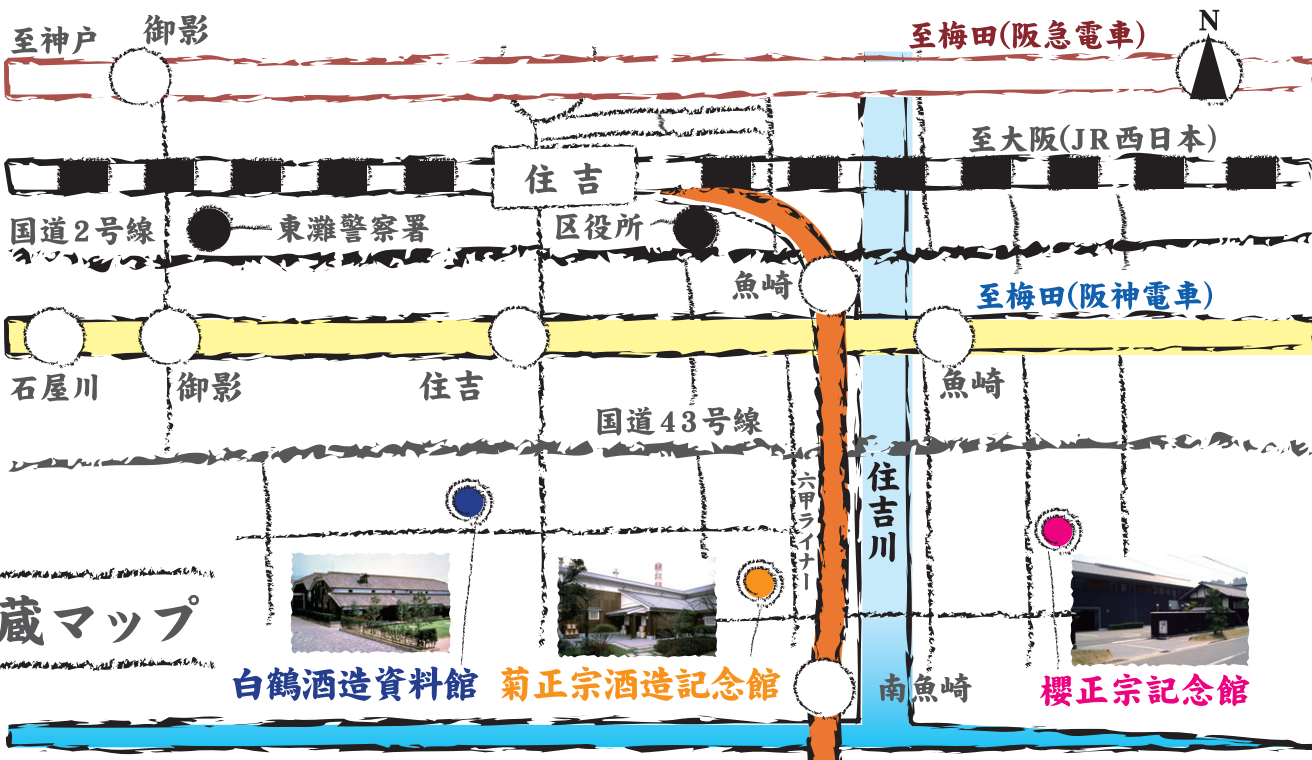 至神戸
御影
至梅田(阪急電車)
N
至大阪(JR西日本)
住吉
国道2号線
東灘警察署
区役所
魚崎
至梅田(阪神電車)
石屋川
御影
住吉
魚崎
国道43号線
住吉川
六甲ライナー
蔵マップ
白鶴酒造資料館
菊正宗酒造記念館
南魚崎
櫻正宗記念館